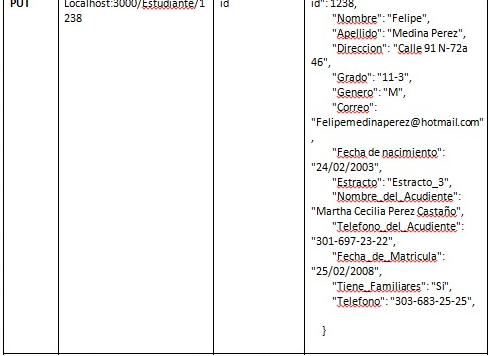 PUT
Localhost:3000/Estudiante/1
238
id
id": 1238,
"Nombre": "Felipe",
"Apellido": "Medina Perez",
"Direccion": "Calle 91 N-72a
46",
"Grado": "11-3",
"Genero": "M",
"Correo":
"Felipemedinaperez@hotmail.com"
,
"Fecha de nacimiento":
"24/02/2003",
"Estracto": "Estracto_3",
"Nombre_del_Acudiente":
"Martha Cecilia Perez Castaño",
"Telefono_del_Acudiente":
"301-697-23-22",
"Fecha_de_Matricula":
"25/02/2008",
"Tiene_Familiares": "Si",
"Telefono": "303-683-25-25",
}